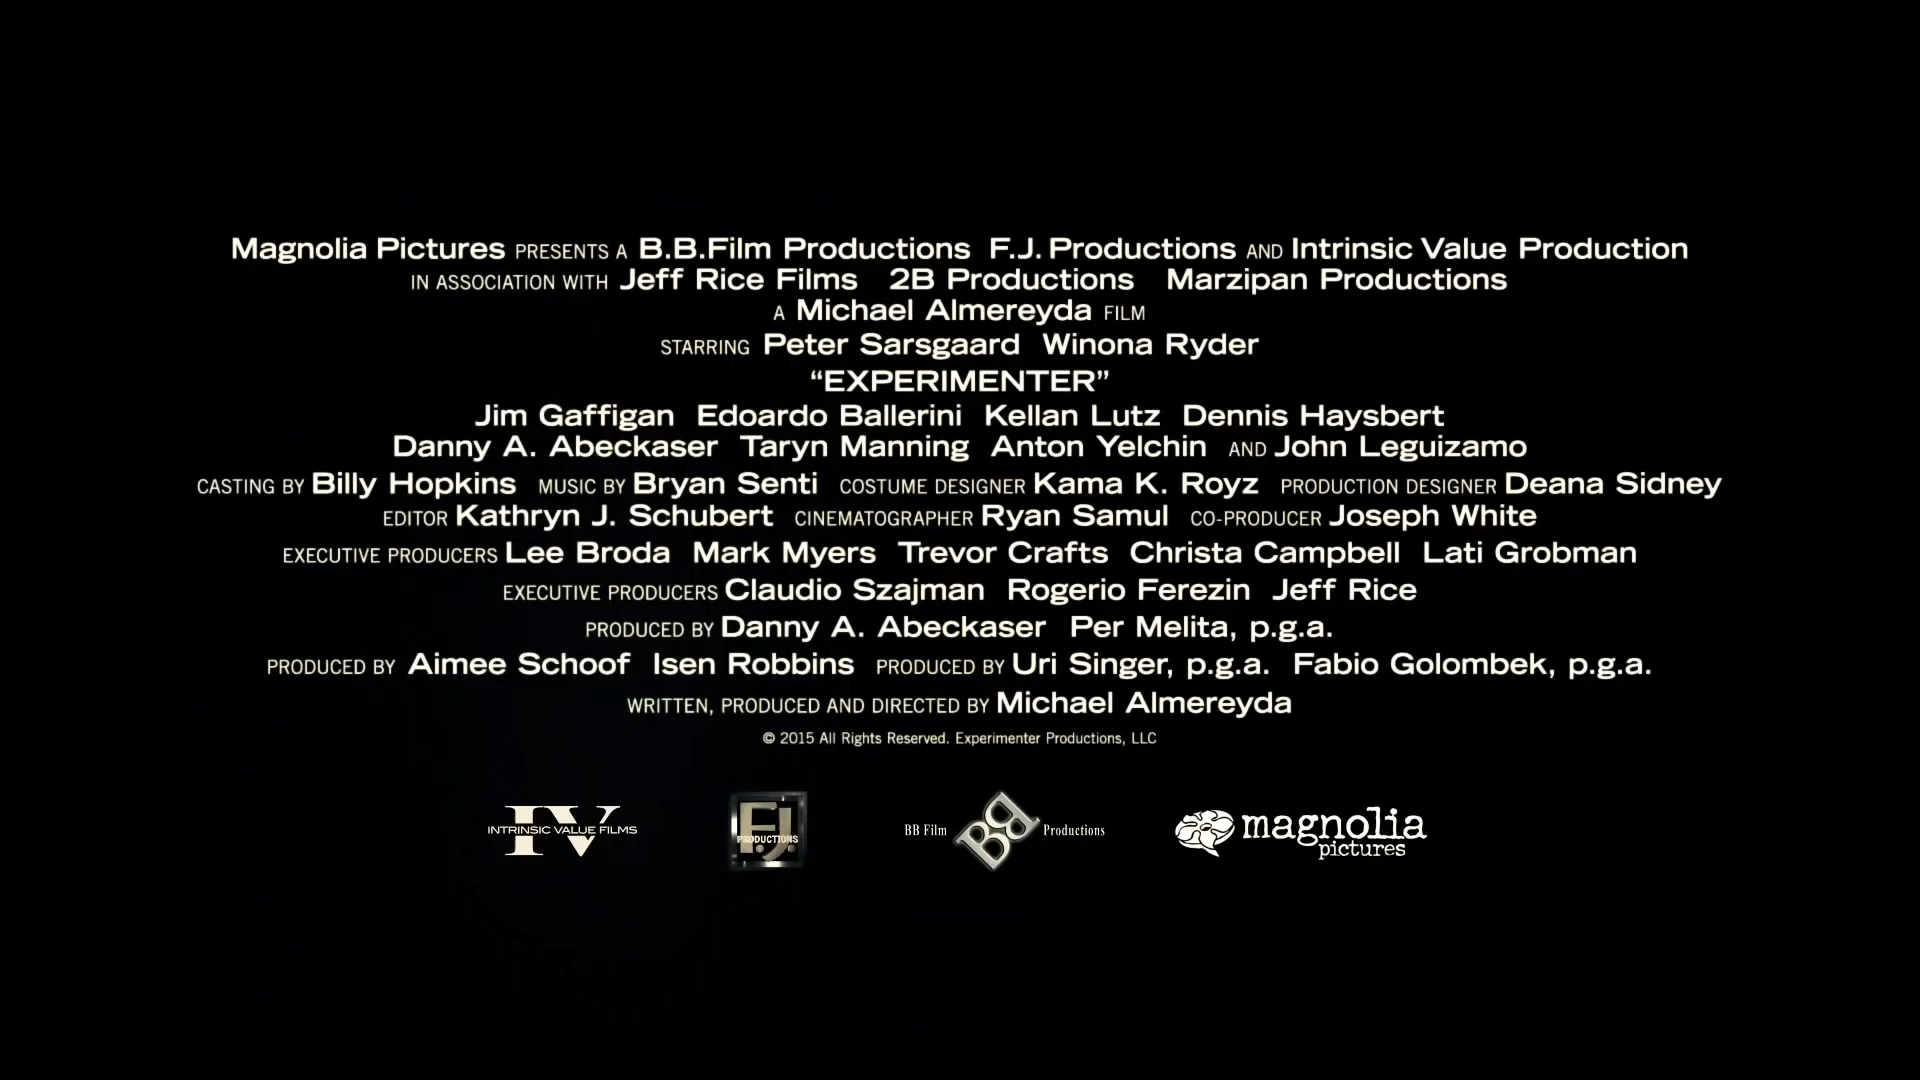 Magnolia Pictures PRESENTS A B.B.Film Productions F.J. Productions AND Intrinsic Value Production
IN ASSOCIATION WITH Jeff Rice Films 2B Productions Marzipan Productions
A Michael Almereyda FILM
STARRING Peter Sarsgaard Winona Ryder
“EXPERIMENTER”
Jim Gaffigan Edoardo Ballerini Kellan Lutz Dennis Haysbert
Danny A. Abeckaser Taryn Manning Anton Yelchin AND John Leguizamo
CASTING BY Billy Hopkins MUSIC BY Bryan Senti COSTUME DESIGNER Kama K. Royz PRODUCTION DESIGNER Deana Sidney
EDITOR Kathryn J. Schubert CINEMATOGRAPHER Ryan Samul CO-PRODUCER Joseph White
EXECUTIVE PRODUCERS Lee Broda Mark Myers Trevor Crafts Christa Campbell Lati Grobman
EXECUTIVE PRODUCERS Claudio Szajman Rogerio Ferezin Jeff Rice
PRODUCED BY Danny A. Abeckaser Per Melita, p.g.a.
PRODUCED BY Aimee Schoof Isen Robbins PRODUCED BY Uri Singer, p.g.a. Fabio Golombek, p.g.a.
WRITTEN, PRODUCED AND DIRECTED BY Michael Almereyda
© 2015 All Rights Reserved. Experimenter Productions, LLC
IV
INTRINSIC VALUE FILMS
F.J.
PRODUCTIONS
BB Film BB Productions
magnolia
pictures